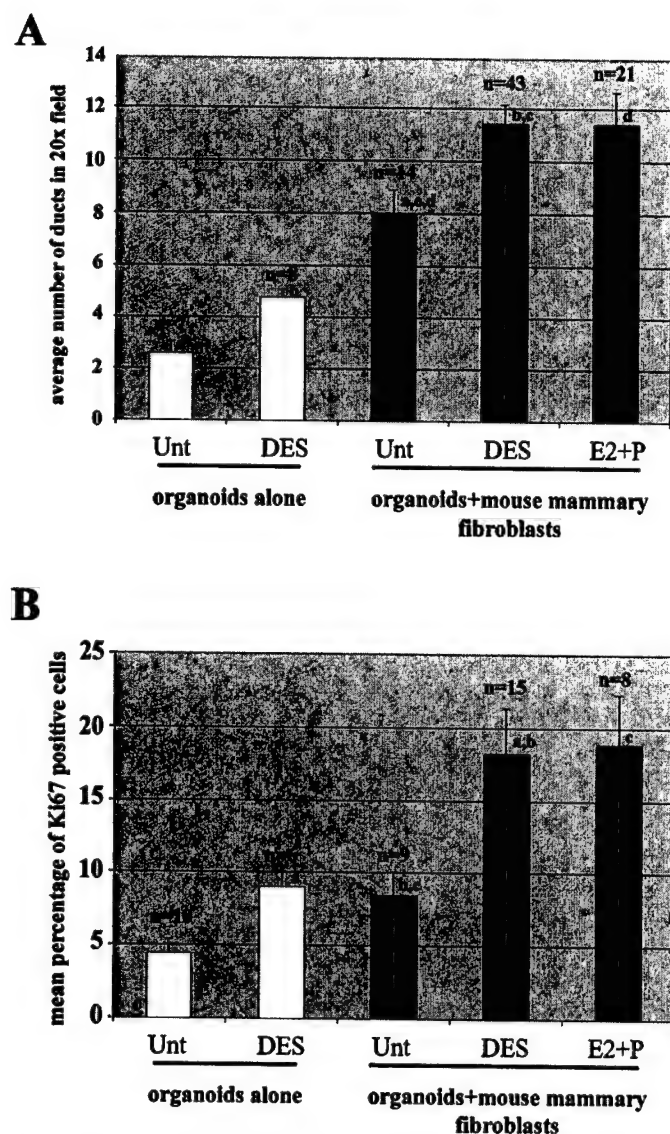 A
average number of ducts in 20x field
14
12
10
8
6
4
2
0
n=43
n=21
b,c
d
Unt
DES
Unt
DES
E2+P
organoids alone
organoids+mouse mammary
fibroblasts
B
mean percentage of Ki67 positive cells
25
20
15
10
5
0
n=15
n=8
a,b
c
b,c
Unt
DES
Unt
DES
E2+P
organoids alone
organoids+mouse mammary
fibroblasts